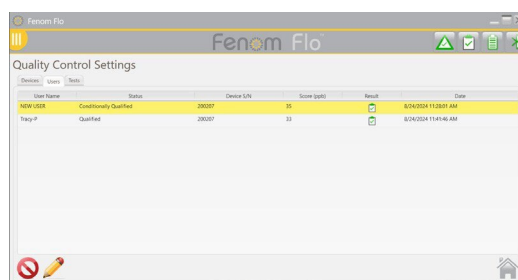 Fenom Flo
Fenom Flo
Quality Control Settings
Devices Users Tests
User Name Status Device S/N Score (ppb) Result Date
NEW USER Conditionally Qualified 200207 35 8/24/2024 11:28:01 AM
Tracy-P Qualified 200207 33 8/24/2024 11:41:46 AM